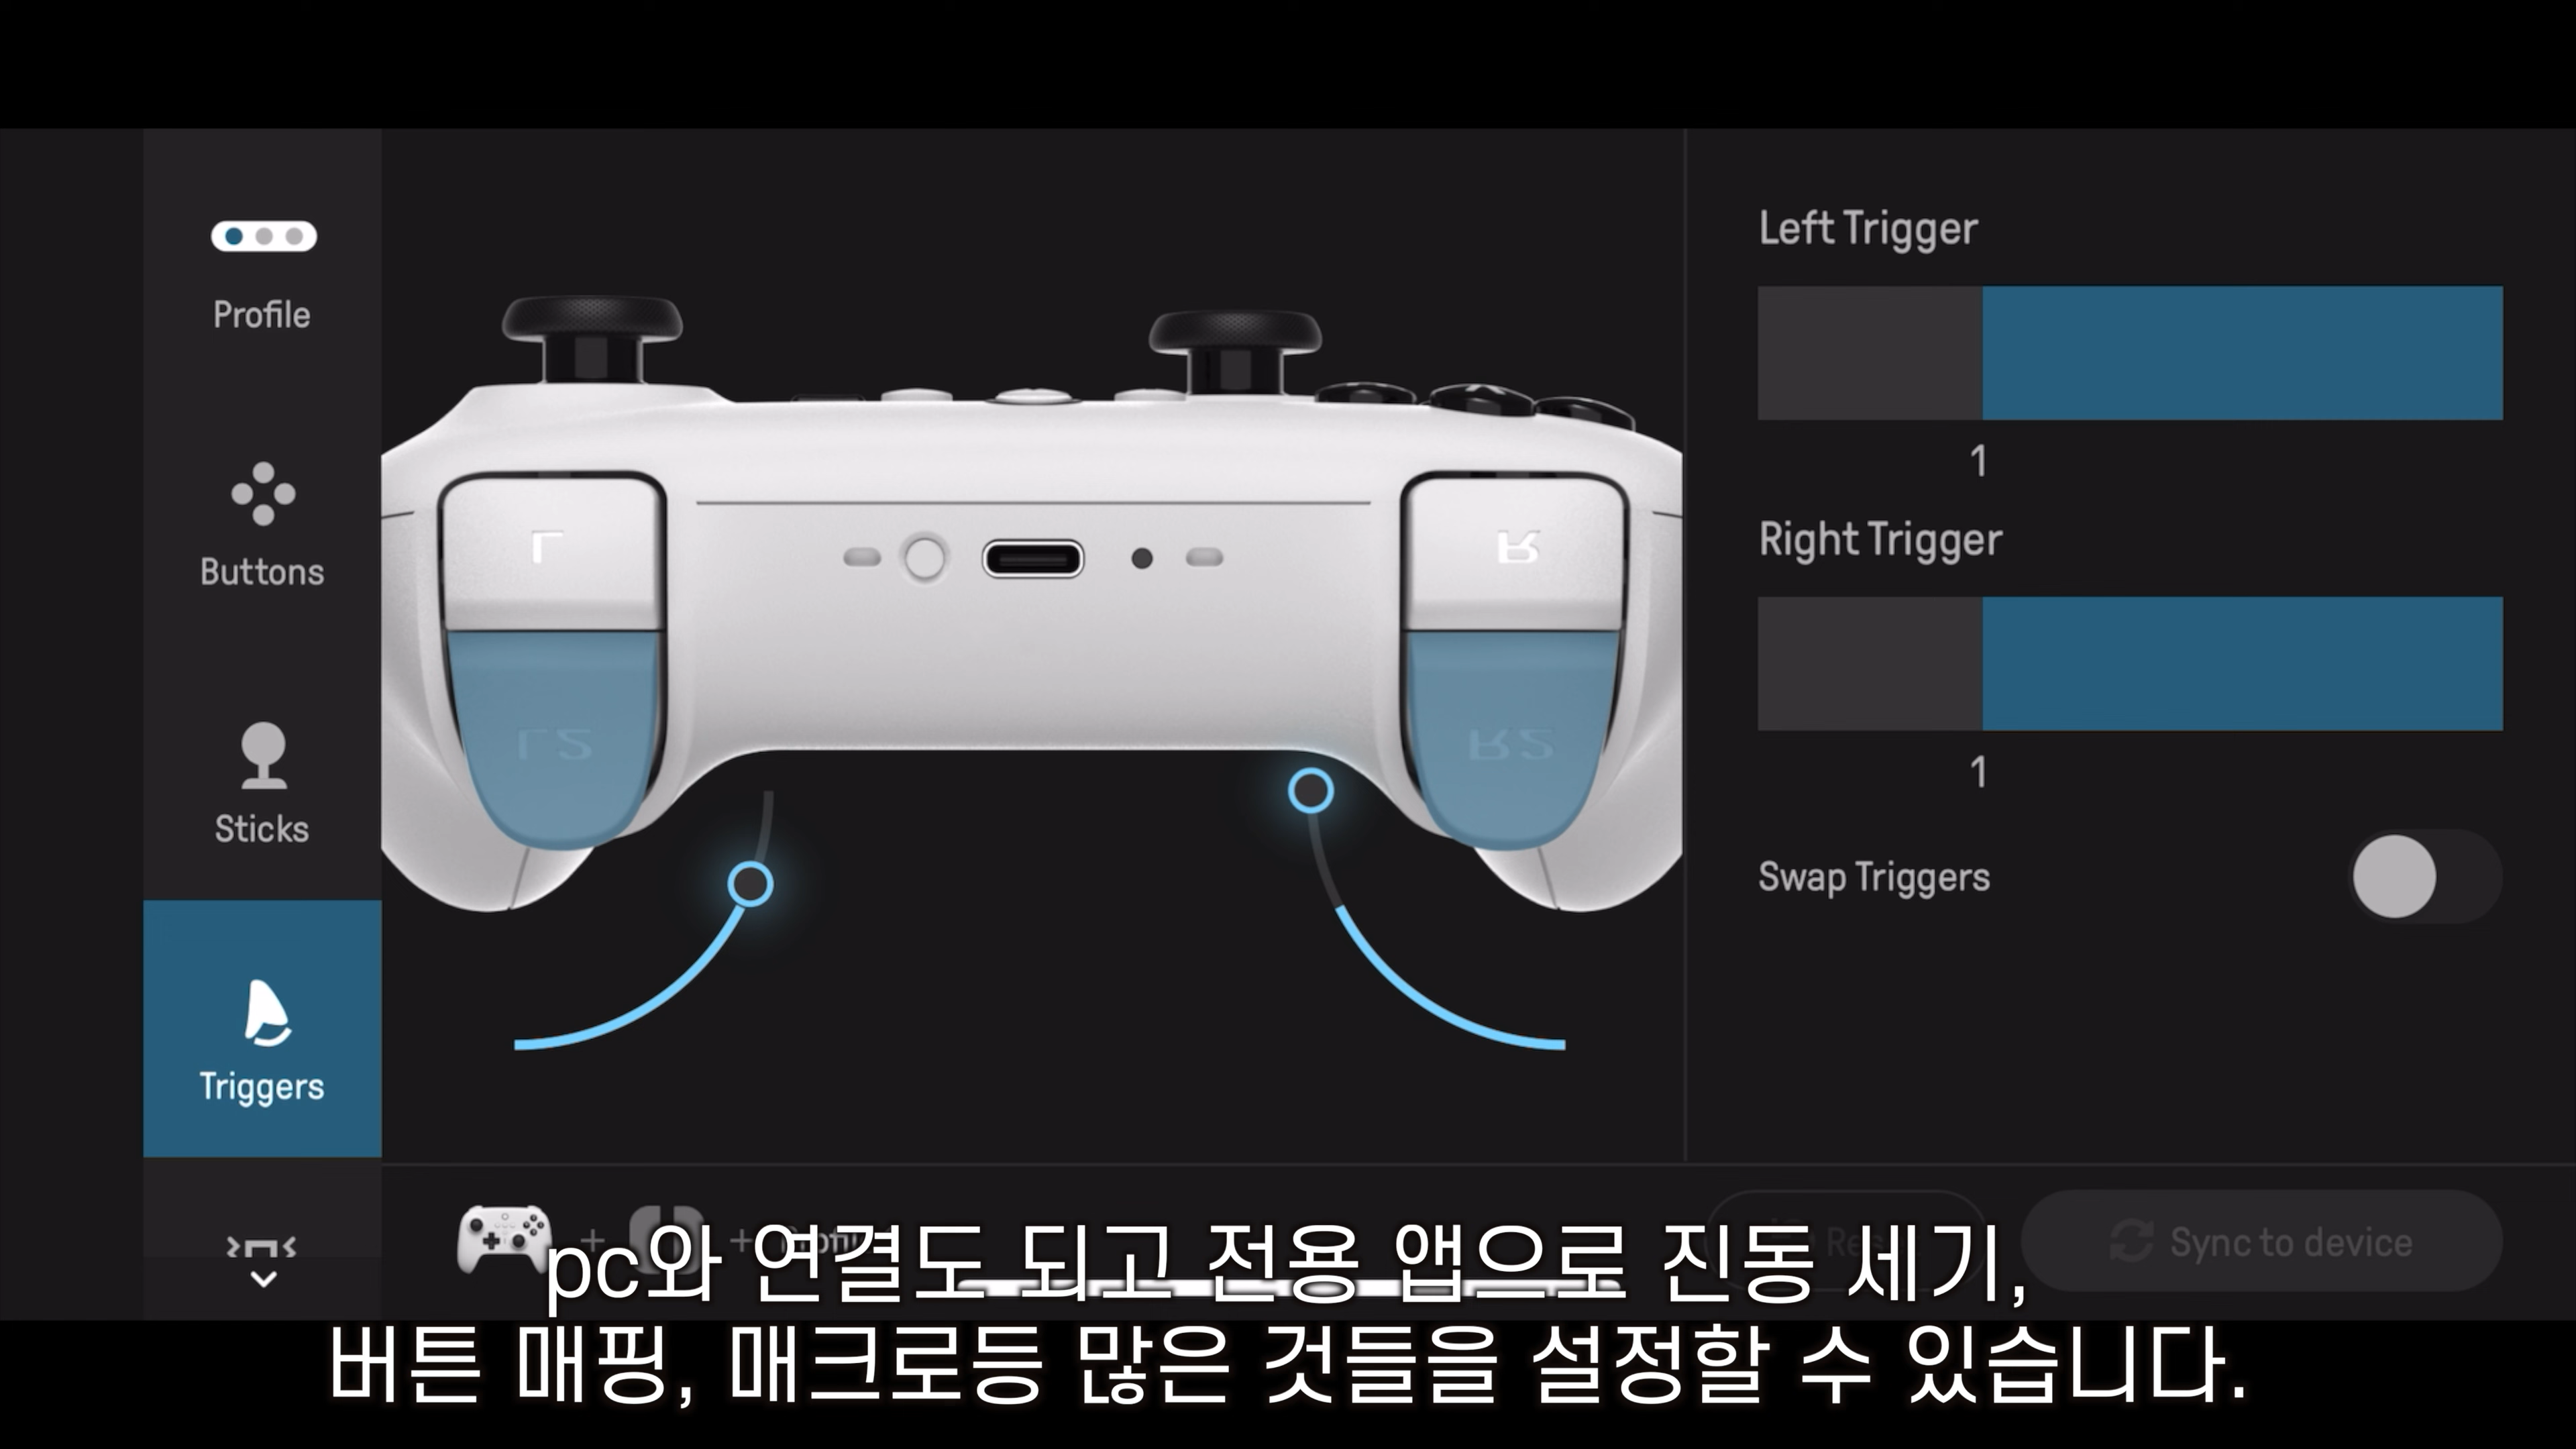 Profile
Buttons
Sticks
Triggers
L
L2
R
R2
Left Trigger
1
Right Trigger
1
Swap Triggers
Sync to device
pc와 연결도 되고 전용 앱으로 진동 세기,
버튼 매핑, 매크로등 많은 것들을 설정할 수 있습니다.